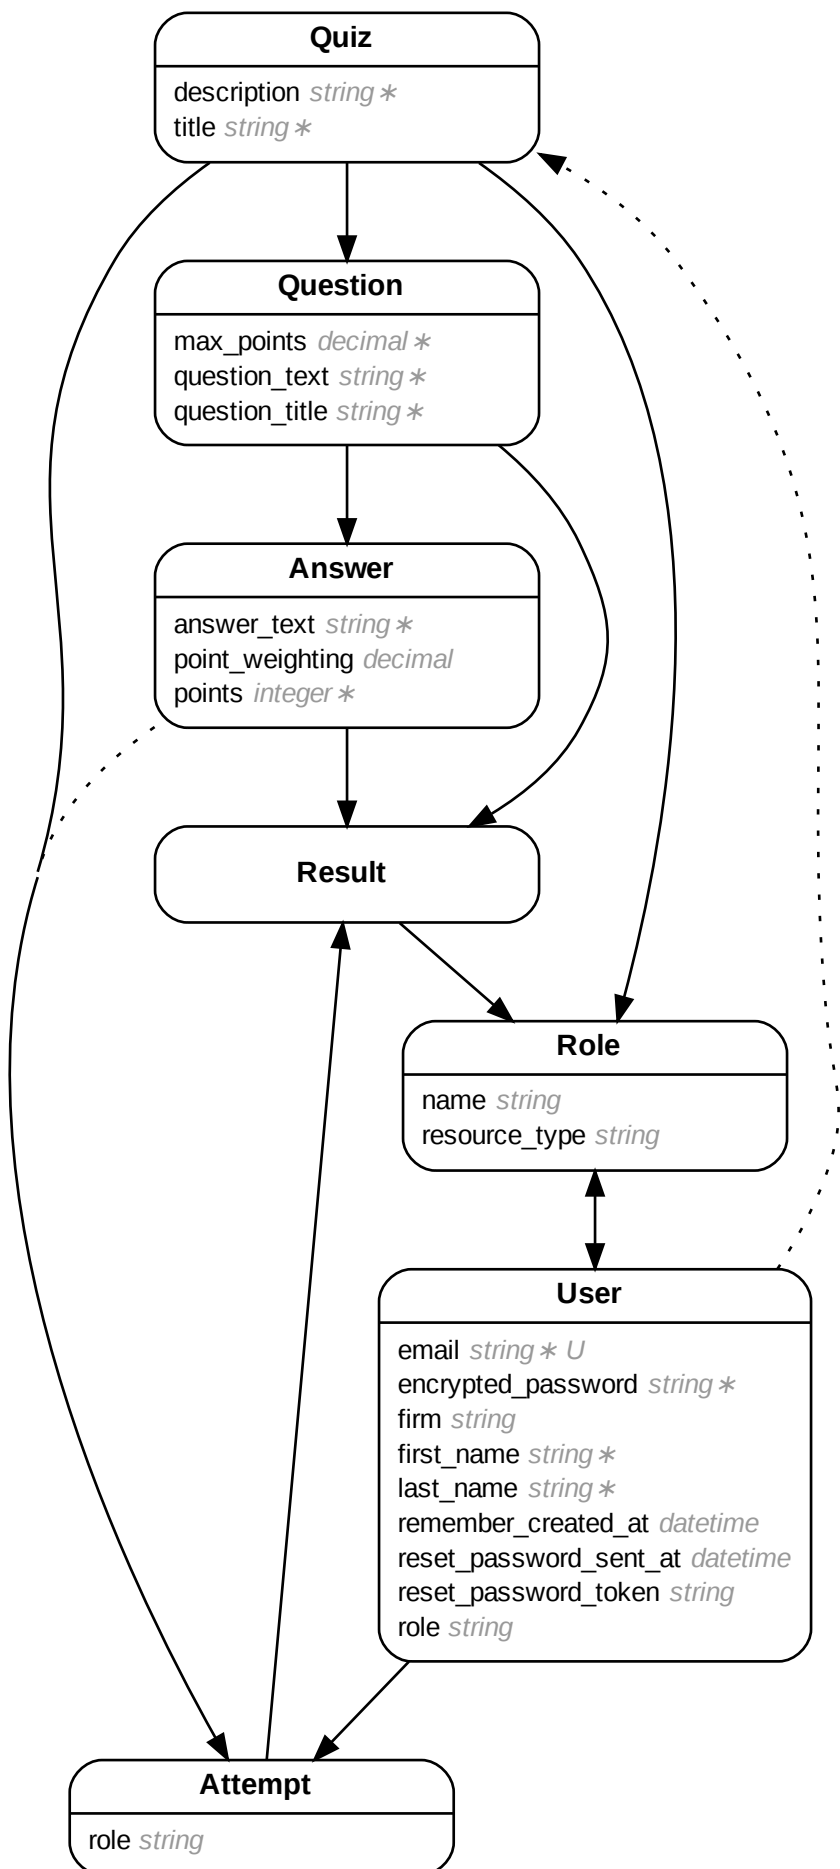 Quiz
description string ∗
title string ∗
Question
max_points decimal ∗
question_text string ∗
question_title string ∗
Answer
answer_text string ∗
point_weighting decimal
points integer ∗
Result
Role
name string
resource_type string
User
email string ∗ U
encrypted_password string ∗
firm string
first_name string ∗
last_name string ∗
remember_created_at datetime
reset_password_sent_at datetime
reset_password_token string
role string
Attempt
role string